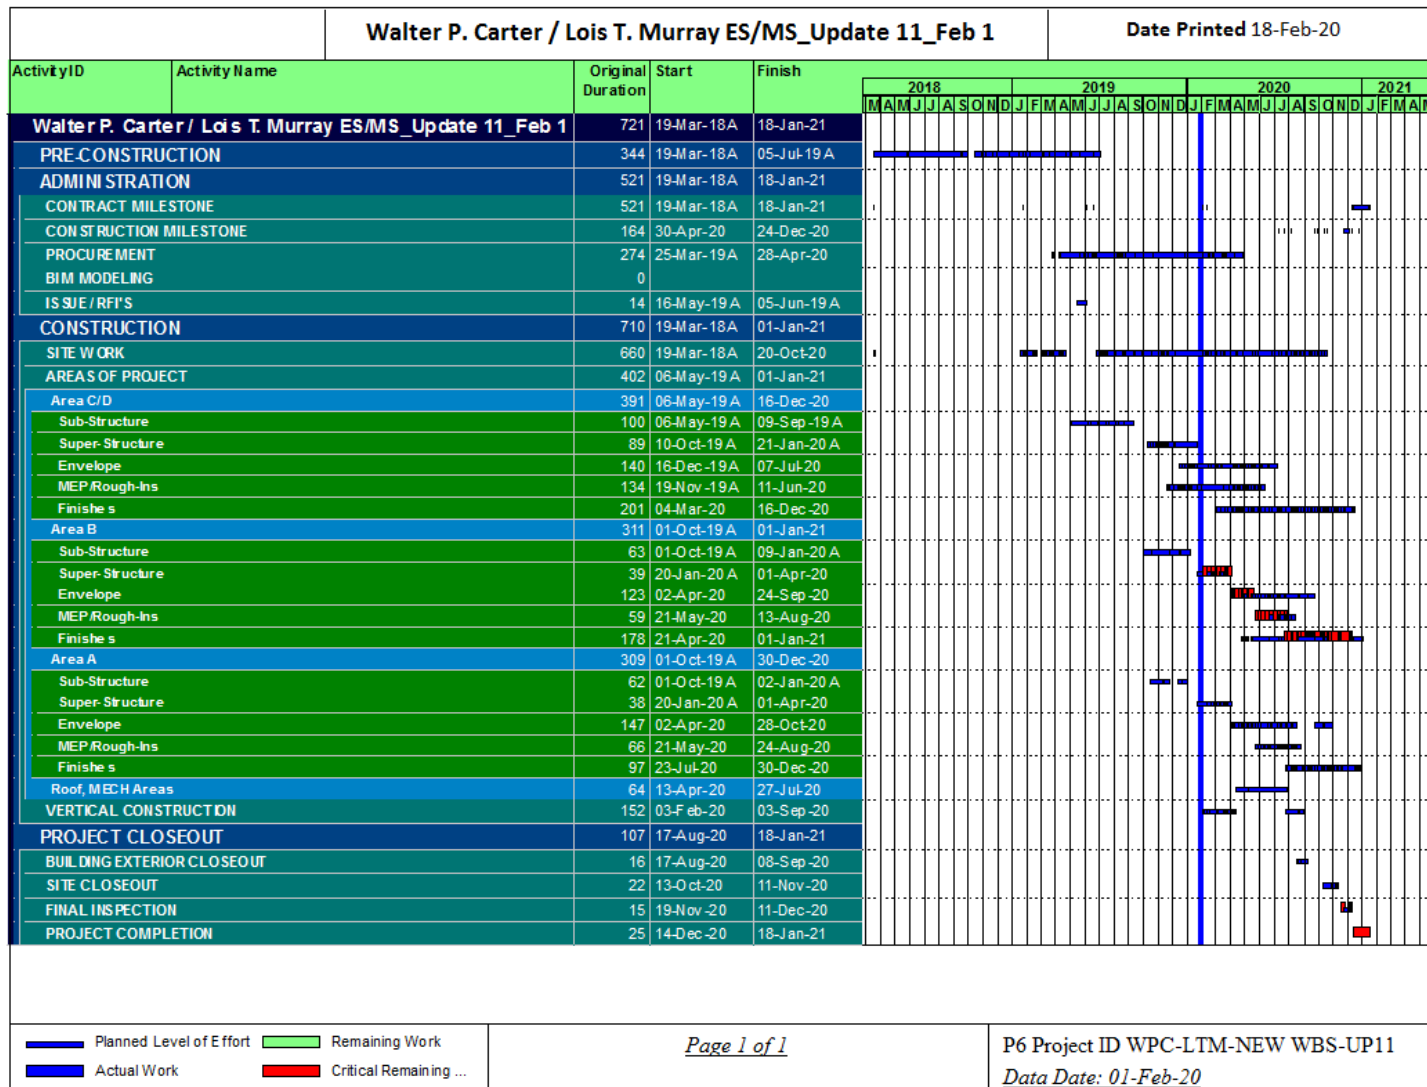 Walter P. Carter / Lois T. Murray ES/MS_Update 11_Feb 1
Date Printed 18-Feb-20
Activity ID Activity Name Original Duration Start Finish
2018 2019 2020 2021
M A M J J A S O N D J F M A M J J A S O N D J F M A M J J A S O N D J F M A M
Walter P. Carter / Lois T. Murray ES/MS_Update 11_Feb 1 721 19-Mar-18 A 18-Jan-21
PRE-CONSTRUCTION 344 19-Mar-18 A 05-Jul-19 A
ADMINISTRATION 521 19-Mar-18 A 18-Jan-21
CONTRACT MILESTONE 521 19-Mar-18 A 18-Jan-21
CONSTRUCTION MILESTONE 164 30-Apr-20 24-Dec-20
PROCUREMENT 274 25-Mar-19 A 28-Apr-20
BIM MODELING 0
ISSUE / RFI'S 14 16-May-19 A 05-Jun-19 A
CONSTRUCTION 710 19-Mar-18 A 01-Jan-21
SITE WORK 660 19-Mar-18 A 20-Oct-20
AREAS OF PROJECT 402 06-May-19 A 01-Jan-21
Area C/D 391 06-May-19 A 16-Dec-20
Sub-Structure 100 06-May-19 A 09-Sep-19 A
Super-Structure 89 10-Oct-19 A 21-Jan-20 A
Envelope 140 16-Dec-19 A 07-Jul-20
MEP/Rough-Ins 134 19-Nov-19 A 11-Jun-20
Finishes 201 04-Mar-20 16-Dec-20
Area B 311 01-Oct-19 A 01-Jan-21
Sub-Structure 63 01-Oct-19 A 09-Jan-20 A
Super-Structure 39 20-Jan-20 A 01-Apr-20
Envelope 123 02-Apr-20 24-Sep-20
MEP/Rough-Ins 59 21-May-20 13-Aug-20
Finishes 178 21-Apr-20 01-Jan-21
Area A 309 01-Oct-19 A 30-Dec-20
Sub-Structure 62 01-Oct-19 A 02-Jan-20 A
Super-Structure 38 20-Jan-20 A 01-Apr-20
Envelope 147 02-Apr-20 28-Oct-20
MEP/Rough-Ins 66 21-May-20 24-Aug-20
Finishes 97 23-Jul-20 30-Dec-20
Roof, MECH Areas 64 13-Apr-20 27-Jul-20
VERTICAL CONSTRUCTION 152 03-Feb-20 03-Sep-20
PROJECT CLOSEOUT 107 17-Aug-20 18-Jan-21
BUILDING EXTERIOR CLOSEOUT 16 17-Aug-20 08-Sep-20
SITE CLOSEOUT 22 13-Oct-20 11-Nov-20
FINAL INSPECTION 15 19-Nov-20 11-Dec-20
PROJECT COMPLETION 25 14-Dec-20 18-Jan-21
Planned Level of Effort Remaining Work
Actual Work Critical Remaining ...
Page 1 of 1
P6 Project ID WPC-LTM-NEW WBS-UP11
Data Date: 01-Feb-20